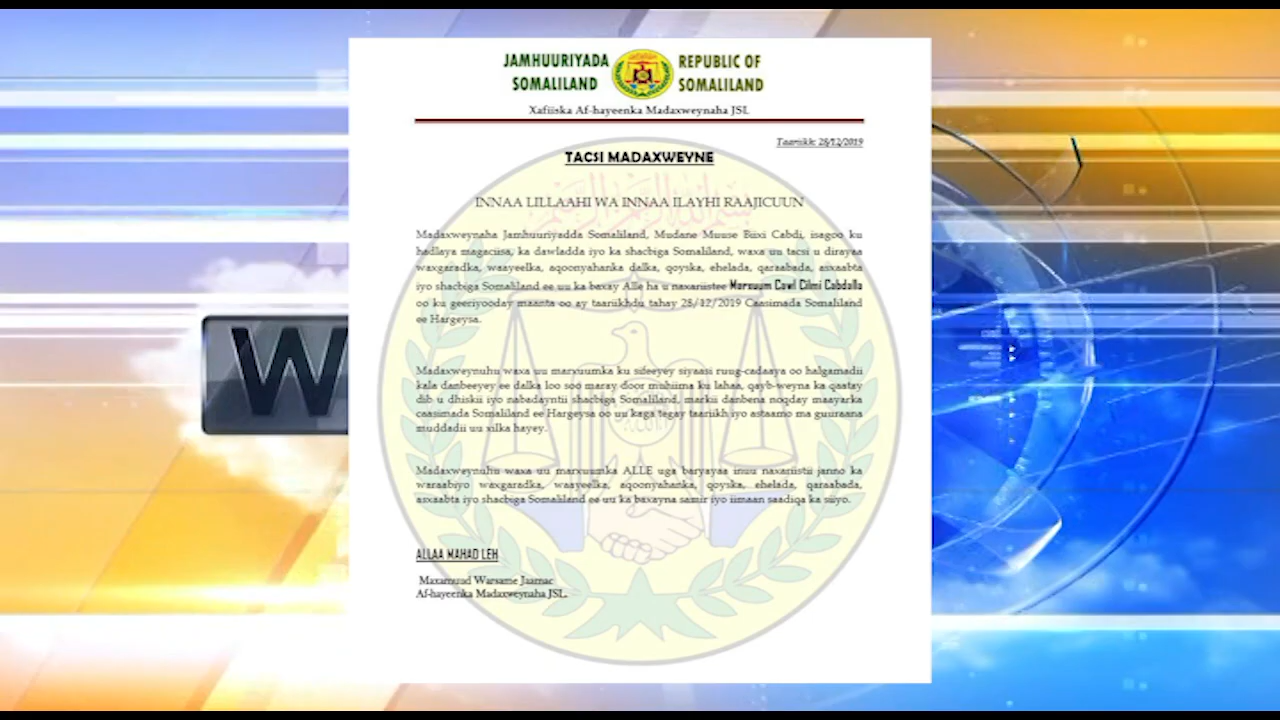 JAMHUURIYADA
SOMALILAND
REPUBLIC OF
SOMALILAND
Xafiiska Af-hayeenka Madaxweynaha JSL
Taariikh: 28/12/2019
TACSI MADAXWEYNE
INNAA LILLAAHI WA INNAA ILAYHI RAAJICUUN
Madaxweynaha Jamhuuriyadda Somaliland, Mudane Muuse Biixi Cabdi, isagoo ku
hadlaya magaciisa, ka dawladda iyo ka shacbiga Somaliland, waxa uu tacsi u dirayaa
waxgaradka, waayeelka, aqoonyahanka dalka, qoyska, ehelada, qaraabada, asxaabta
iyo shacbiga Somaliland ee uu ka baxay Alle ha u naxariistee Marxuum Cawl Cilmi Cabdalla
oo ku geeriyooday maanta oo ay taariikhdu tahay 28/12/2019 Caasimada Somaliland
ee Hargeysa.
Madaxweynuhu waxa uu marxuumka ku sifeeyey siyaasi ruug-cadaaya oo halgamadii
kala danbeeyey ee dalka loo soo maray door muhiima ku lahaa, qayb-weyna ka qaatay
dib u dhiskii iyo nabadayntii shacbiga Somaliland, markii danbena noqday maayarka
caasimada Somaliland ee Hargeysa oo uu kaga tegay taariikh iyo astaamo ma guuraana
muddadii uu xilka hayey.
Madaxweynuhu waxa uu marxuumka ALLE uga baryayaa inuu naxariistii janno ka
waraabiyo waxgaradka, waayeelka, aqoonyahanka, qoyska, ehelada, qaraabada,
asxaabta iyo shacbiga Somaliland ee uu ka baxayna samir iyo iimaan saadiqa ka siiyo.
ALLAA MAHAD LEH
Maxamuud Warsame Jaamac
Af-hayeenka Madaxweynaha JSL.
W